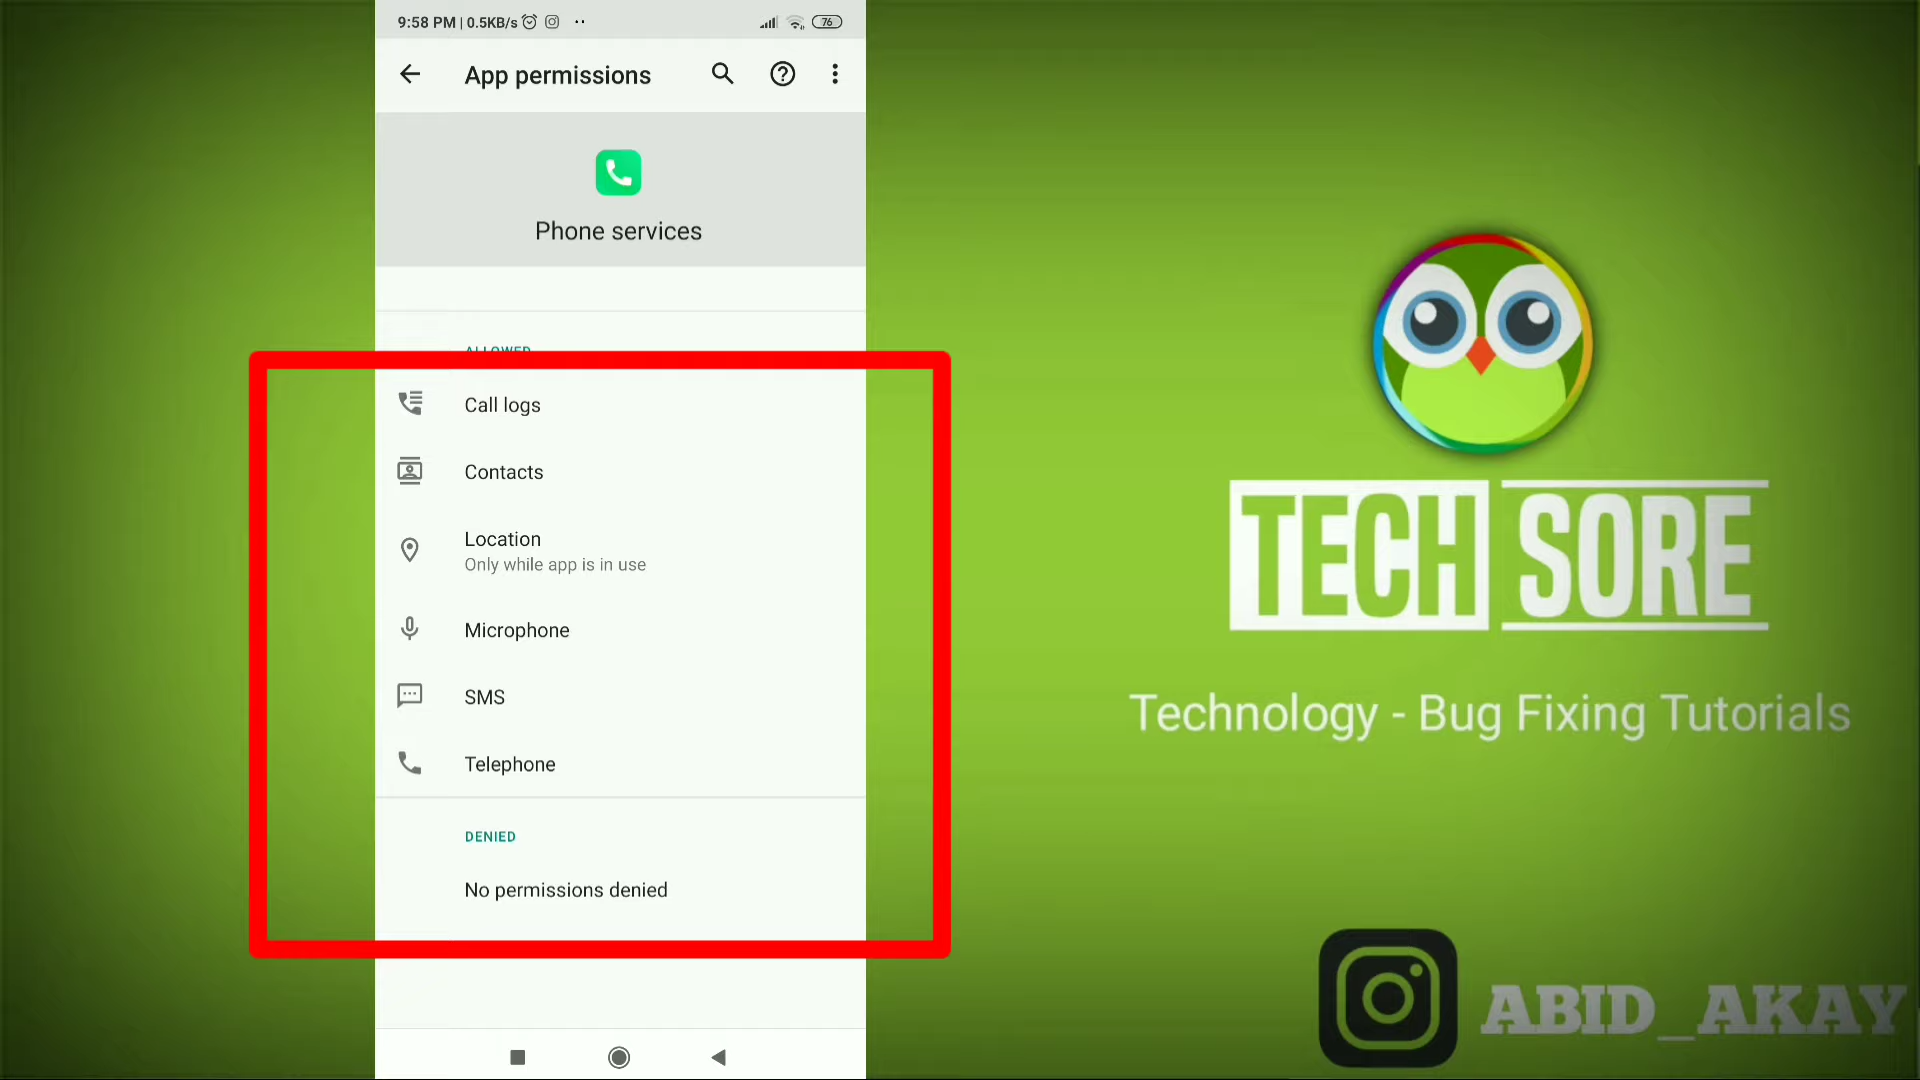 9:58 PM | 0.5KB/s
76
App permissions
Phone services
ALLOWED
Call logs
Contacts
Location
Only while app is in use
Microphone
SMS
Telephone
DENIED
No permissions denied
TECH SORE
Technology - Bug Fixing Tutorials
ABID_AKAY